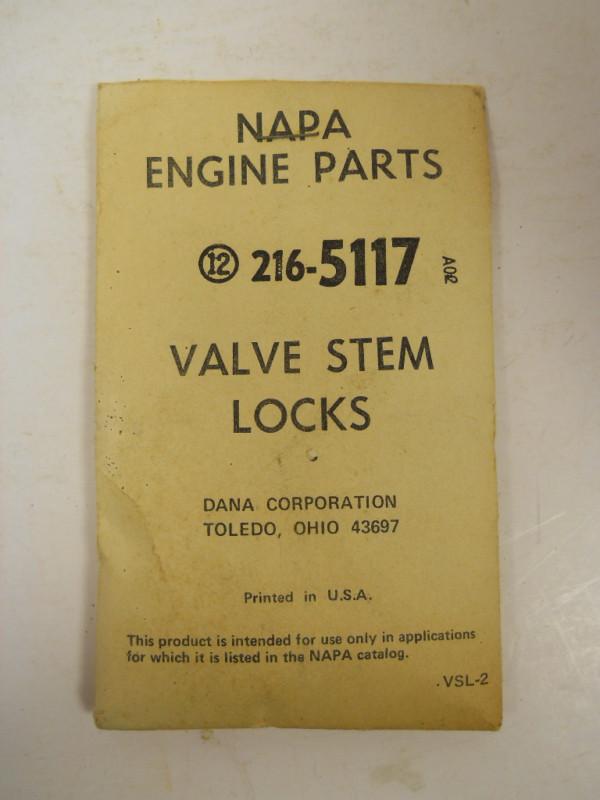 NAPA
ENGINE PARTS
⑫ 216-5117 A02
VALVE STEM
LOCKS
DANA CORPORATION
TOLEDO, OHIO 43697
Printed in U.S.A.
This product is intended for use only in applications
for which it is listed in the NAPA catalog.
VSL-2